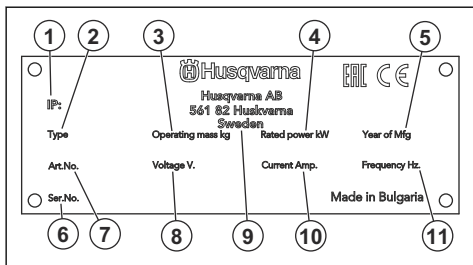 1 2 3 4 5
Husqvarna EAC CE
IP: Husqvarna AB
561 82 Huskvarna
Sweden
Type Operating mass kg Rated power kW Year of Mfg
Art.No. Voltage V. Current Amp. Frequency Hz.
Ser.No. Made in Bulgaria
6 7 8 9 10 11